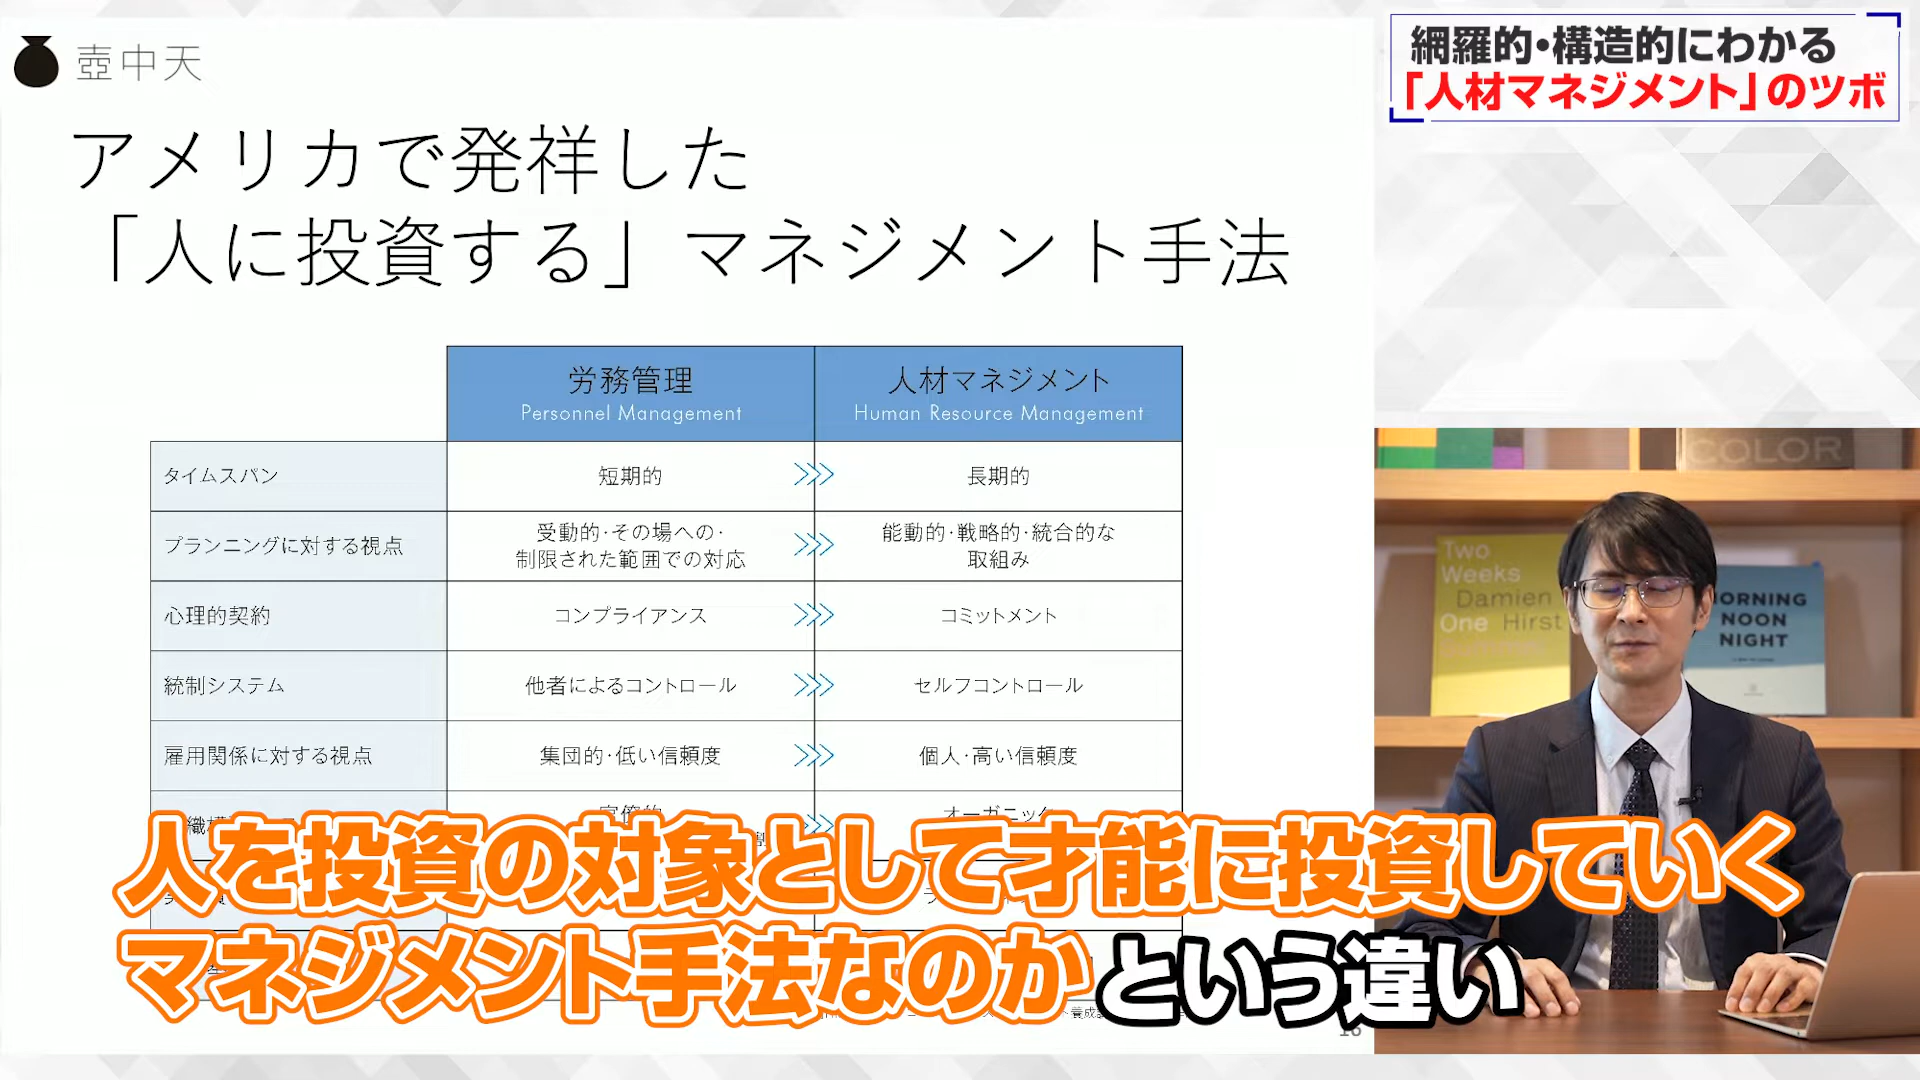 壺中天
アメリカで発祥した
「人に投資する」マネジメント手法
労務管理
Personnel Management
人材マネジメント
Human Resource Management
タイムスパン
短期的
長期的
プランニングに対する視点
受動的・その場への・
制限された範囲での対応
能動的・戦略的・統合的な
取組み
心理的契約
コンプライアンス
コミットメント
統制システム
他者によるコントロール
セルフコントロール
雇用関係に対する視点
集団的・低い信頼度
個人・高い信頼度
官僚的
オーガニック
人を投資の対象として才能に投資していく
マネジメント手法なのかという違い
網羅的・構造的にわかる
「人材マネジメント」のツボ
COLOR
Two
Weeks
Damien
One Hirst
MORNING
NOON
NIGHT